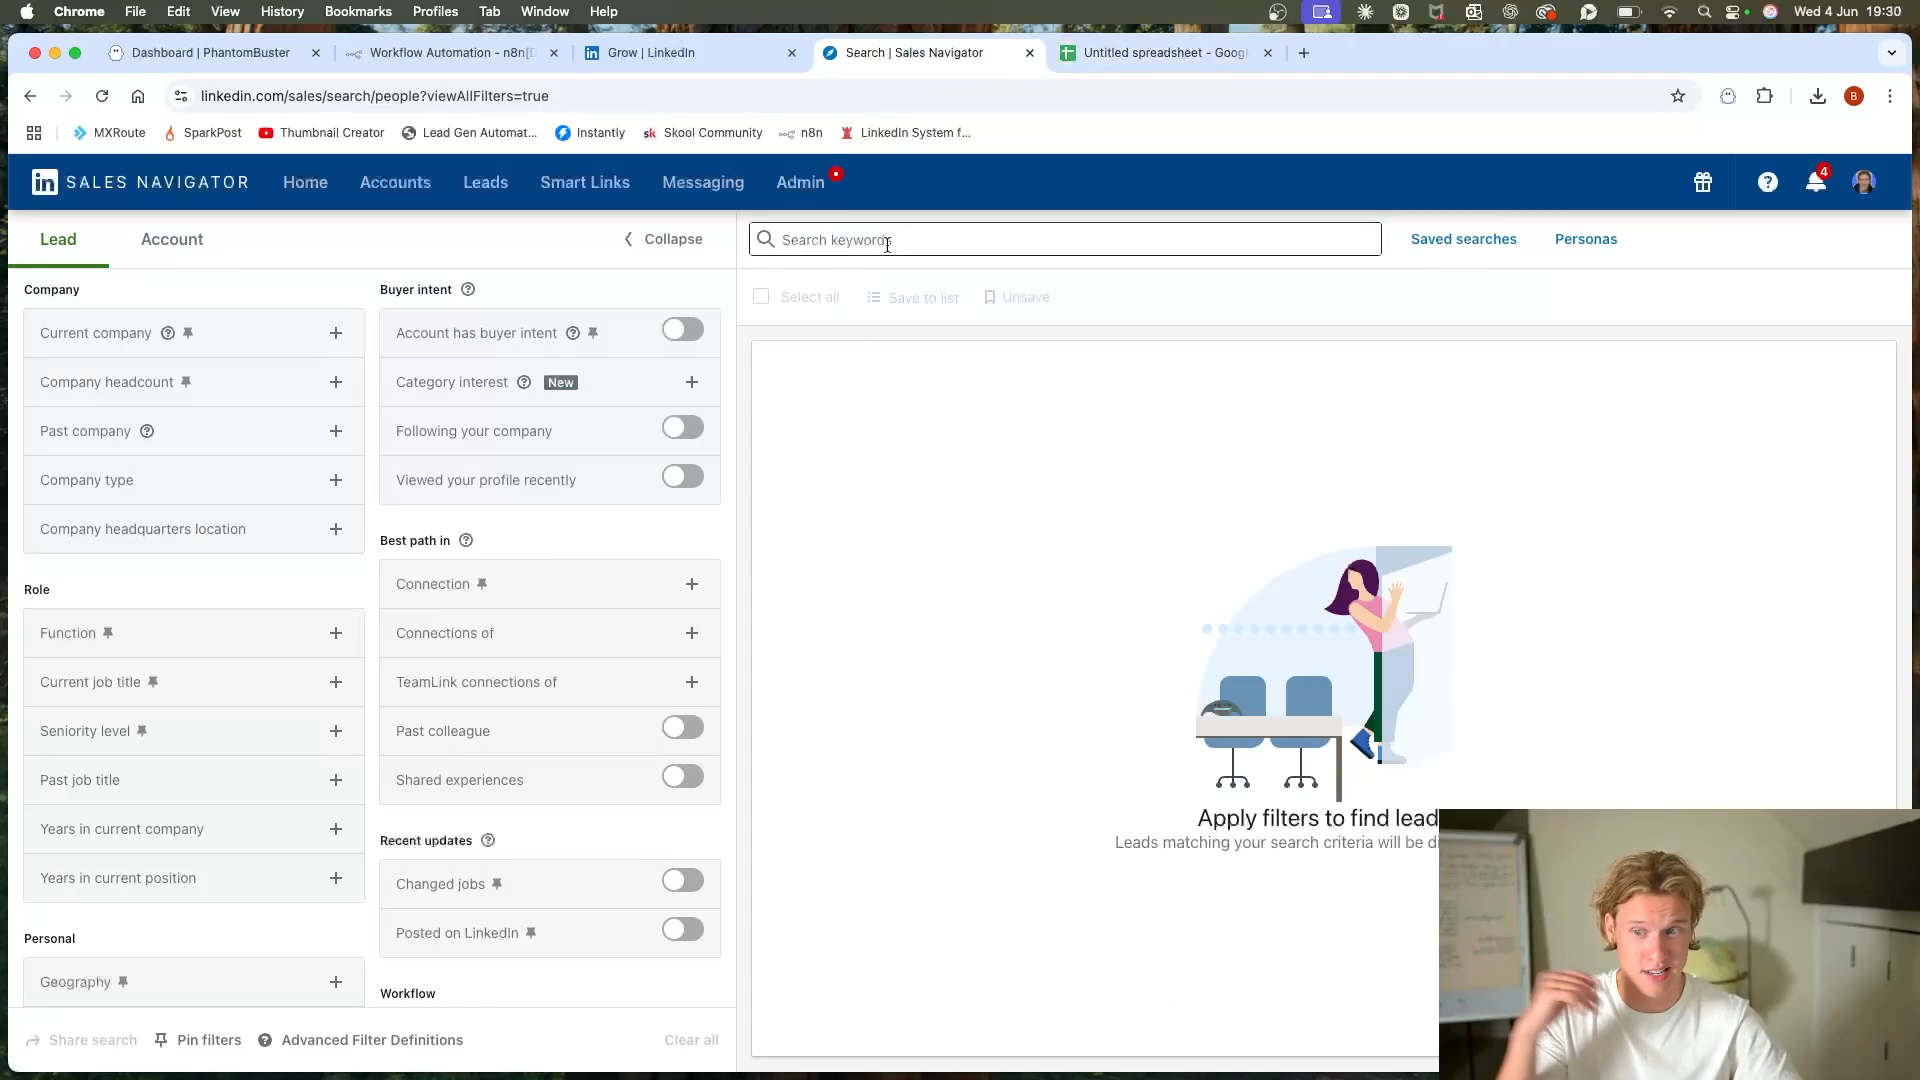 Chrome File Edit View History Bookmarks Profiles Tab Window Help Wed 4 Jun 19:30
Dashboard | PhantomBuster Workflow Automation - n8n[D Grow | LinkedIn Search | Sales Navigator Untitled spreadsheet - Googl
linkedin.com/sales/search/people?viewAllFilters=true B
MXRoute SparkPost Thumbnail Creator Lead Gen Automat... Instantly sk Skool Community n8n LinkedIn System f...
in SALES NAVIGATOR Home Accounts Leads Smart Links Messaging Admin 4
Lead Account Collapse
Search keywords Saved searches Personas
Select all Save to list Unsave
Company
Current company
Company headcount
Past company
Company type
Company headquarters location
Role
Function
Current job title
Seniority level
Past job title
Years in current company
Years in current position
Personal
Geography
Buyer intent
Account has buyer intent
Category interest New
Following your company
Viewed your profile recently
Best path in
Connection
Connections of
TeamLink connections of
Past colleague
Shared experiences
Recent updates
Changed jobs
Posted on LinkedIn
Workflow
Share search Pin filters Advanced Filter Definitions Clear all
Apply filters to find lead
Leads matching your search criteria will be di